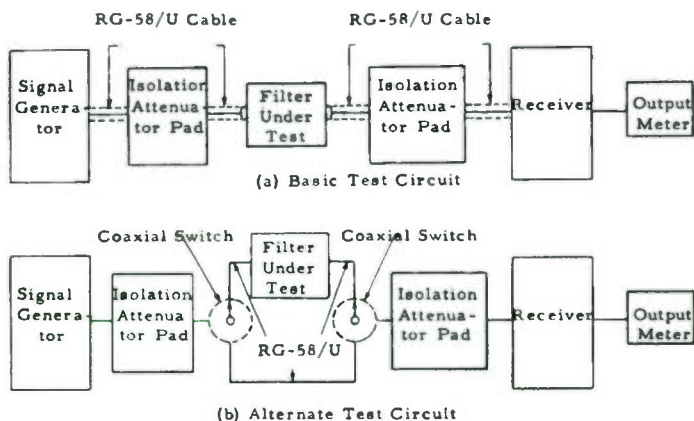 RG-58/U Cable
RG-58/U Cable
Signal
Genera
tor
Isolation
Attenua
tor Pad
Filter
Under
Test
Isolation
Attenua-
tor Pad
Receiver
Output
Meter
(a) Basic Test Circuit
Coaxial Switch
Coaxial Switch
Signal
Genera
tor
Isolation
Attenua
tor Pad
Filter
Under
Test
RG-58/U
Isolation
Attenua-
tor Pad
Receiver
Output
Meter
(b) Alternate Test Circuit